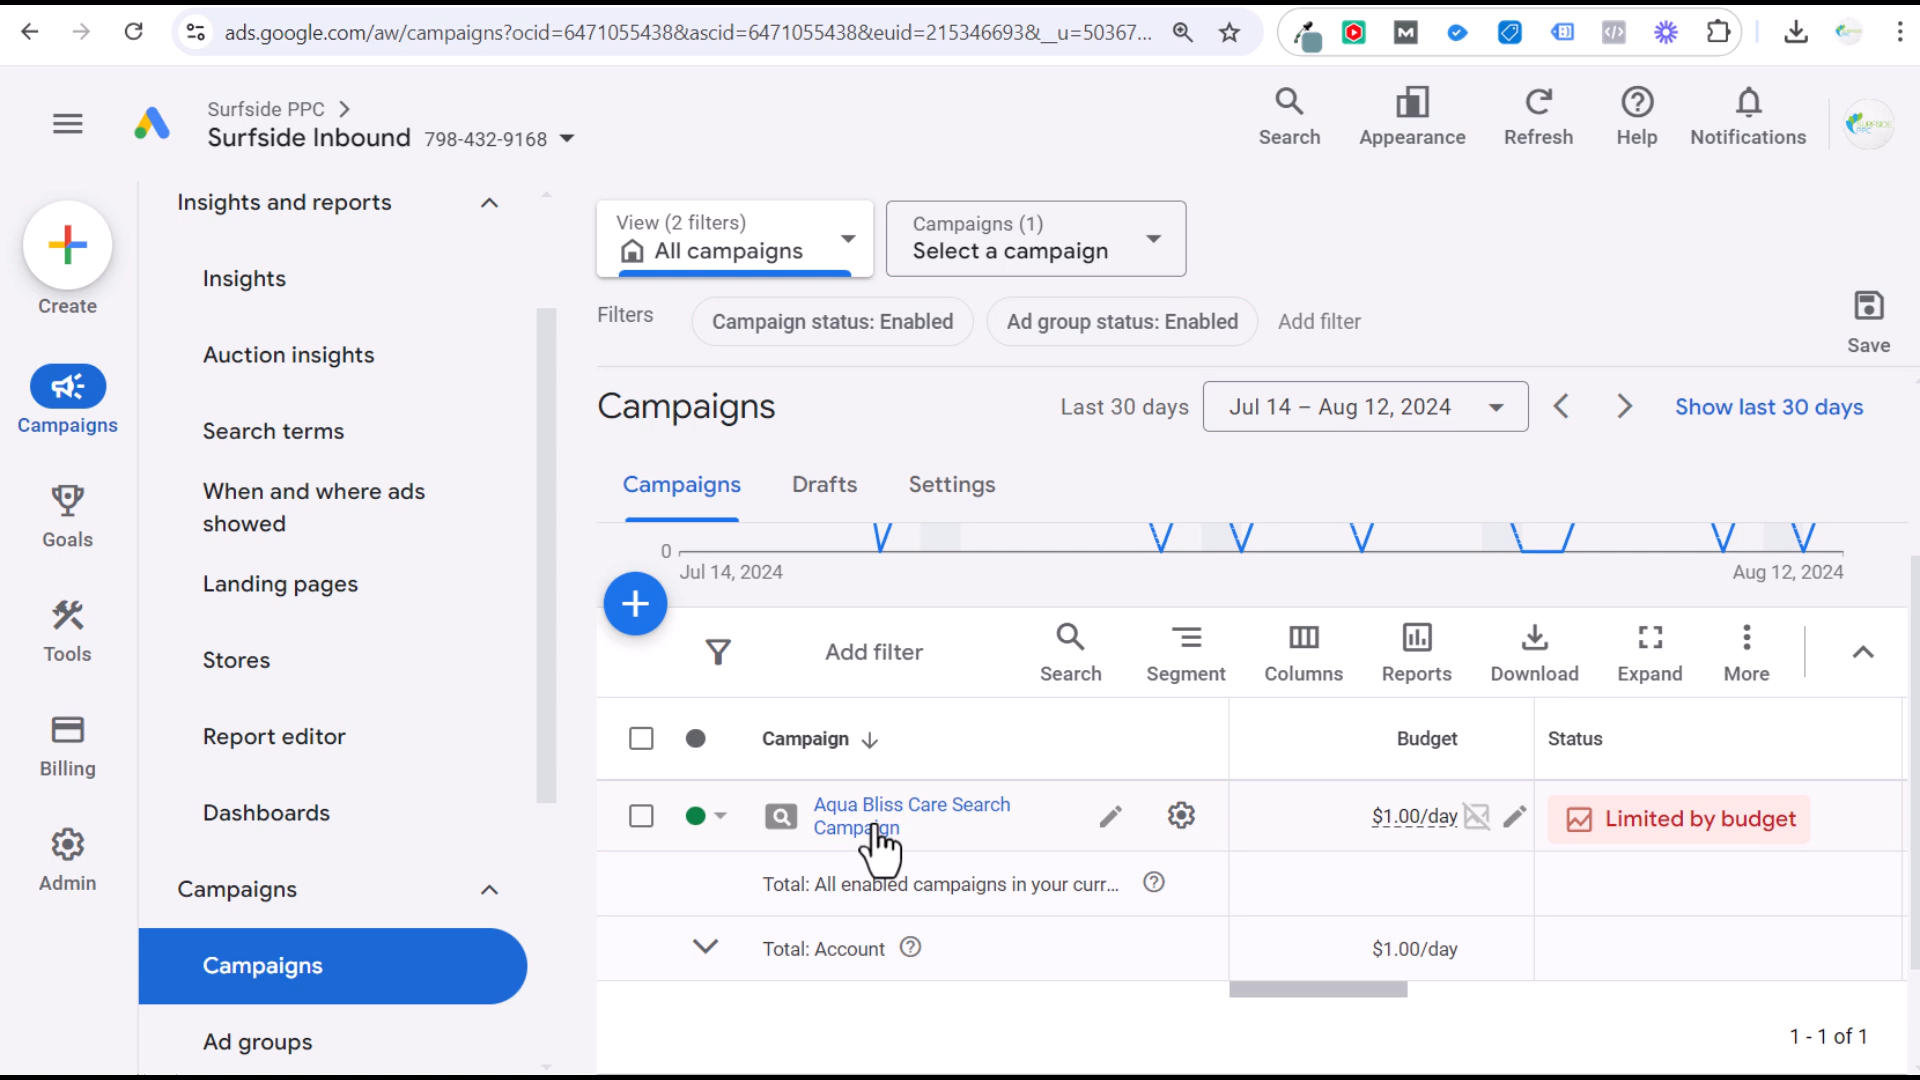 ads.google.com/aw/campaigns?ocid=6471055438&ascid=6471055438&euid=215346693&__u=50367...
Surfside PPC
Surfside Inbound 798-432-9168
Search
Appearance
Refresh
Help
Notifications
Create
Campaigns
Goals
Tools
Billing
Admin
Insights and reports
Insights
Auction insights
Search terms
When and where ads
showed
Landing pages
Stores
Report editor
Dashboards
Campaigns
Campaigns
Ad groups
View (2 filters)
All campaigns
Campaigns (1)
Select a campaign
Filters
Campaign status: Enabled
Ad group status: Enabled
Add filter
Save
Campaigns
Last 30 days
Jul 14 – Aug 12, 2024
Show last 30 days
Campaigns
Drafts
Settings
0
Jul 14, 2024
Aug 12, 2024
Add filter
Search
Segment
Columns
Reports
Download
Expand
More
Campaign
Budget
Status
Aqua Bliss Care Search
Campaign
$1.00/day
Limited by budget
Total: All enabled campaigns in your curr...
Total: Account
$1.00/day
1 - 1 of 1